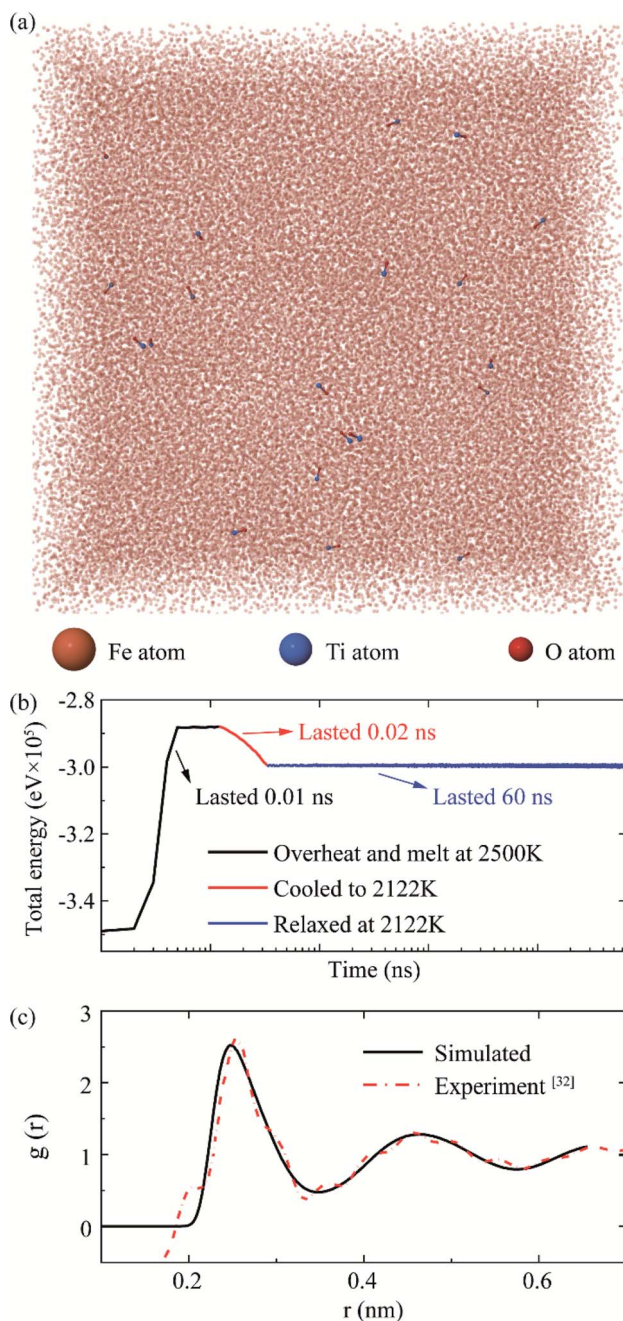 (a)
Fe atom
Ti atom
O atom
(b)
Total energy (eV×10⁵)
-2.8
-3.0
-3.2
-3.4
Lasted 0.02 ns
Lasted 0.01 ns
Lasted 60 ns
Overheat and melt at 2500K
Cooled to 2122K
Relaxed at 2122K
Time (ns)
(c)
g (r)
3
2
1
0
Simulated
Experiment [32]
0.2
0.4
0.6
r (nm)